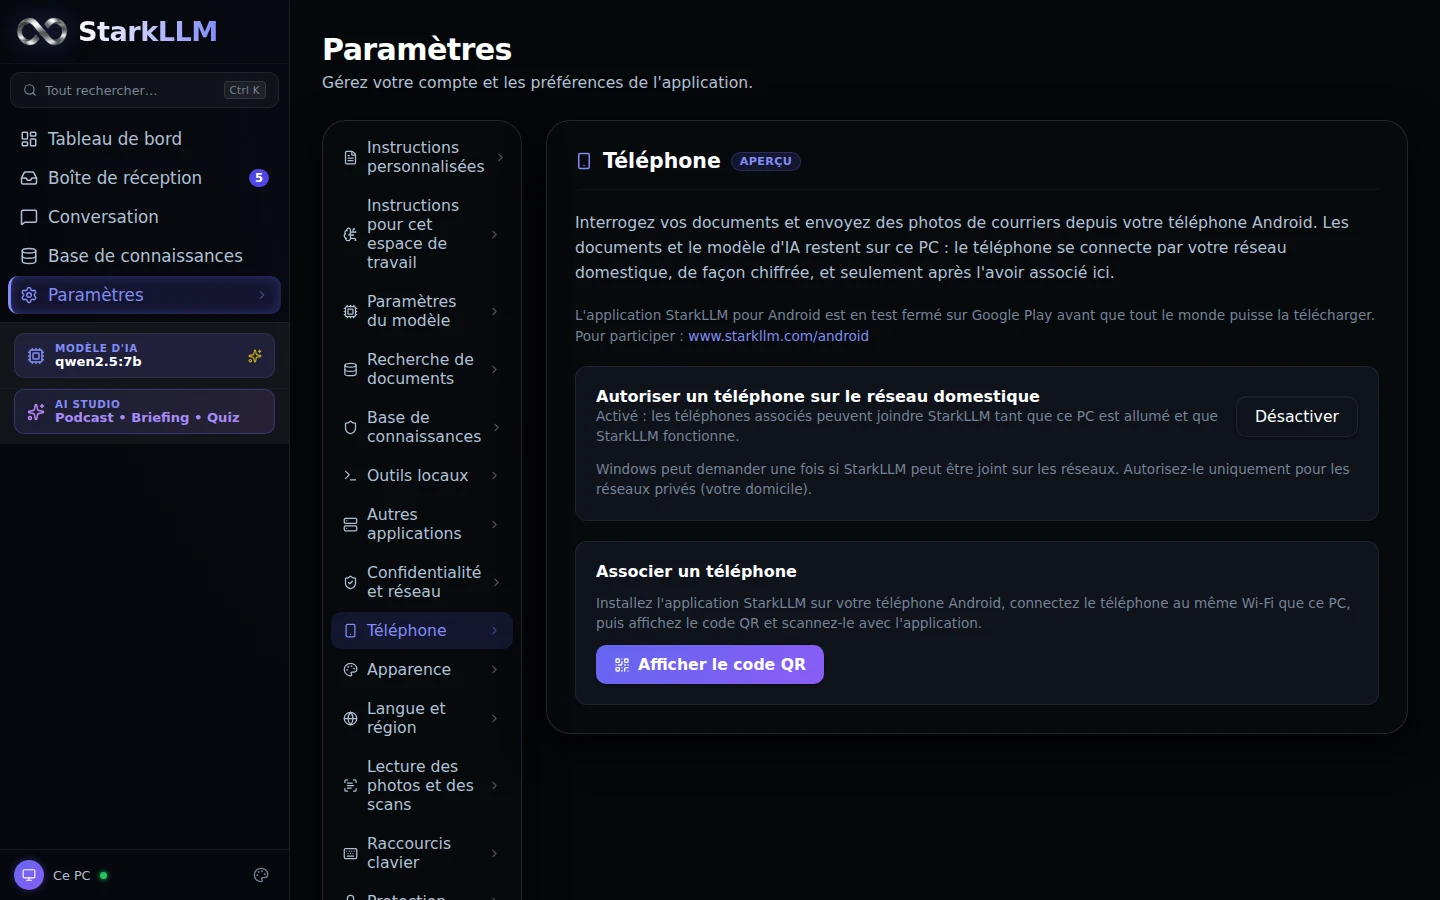 StarkLLM
Tout rechercher…
Ctrl K
Tableau de bord
Boîte de réception
5
Conversation
Base de connaissances
Paramètres
MODÈLE D'IA
qwen2.5:7b
AI STUDIO
Podcast • Briefing • Quiz
Ce PC
Paramètres
Gérez votre compte et les préférences de l'application.
Instructions
personnalisées
Instructions
pour cet
espace de
travail
Paramètres
du modèle
Recherche de
documents
Base de
connaissances
Outils locaux
Autres
applications
Confidentialité
et réseau
Téléphone
Apparence
Langue et
région
Lecture des
photos et des
scans
Raccourcis
clavier
Protection
Téléphone
APERÇU
Interrogez vos documents et envoyez des photos de courriers depuis votre téléphone Android. Les
documents et le modèle d'IA restent sur ce PC : le téléphone se connecte par votre réseau
domestique, de façon chiffrée, et seulement après l'avoir associé ici.
L'application StarkLLM pour Android est en test fermé sur Google Play avant que tout le monde puisse la télécharger.
Pour participer : www.starkllm.com/android
Autoriser un téléphone sur le réseau domestique
Activé : les téléphones associés peuvent joindre StarkLLM tant que ce PC est allumé et que
StarkLLM fonctionne.
Désactiver
Windows peut demander une fois si StarkLLM peut être joint sur les réseaux. Autorisez-le uniquement pour les
réseaux privés (votre domicile).
Associer un téléphone
Installez l'application StarkLLM sur votre téléphone Android, connectez le téléphone au même Wi-Fi que ce PC,
puis affichez le code QR et scannez-le avec l'application.
Afficher le code QR